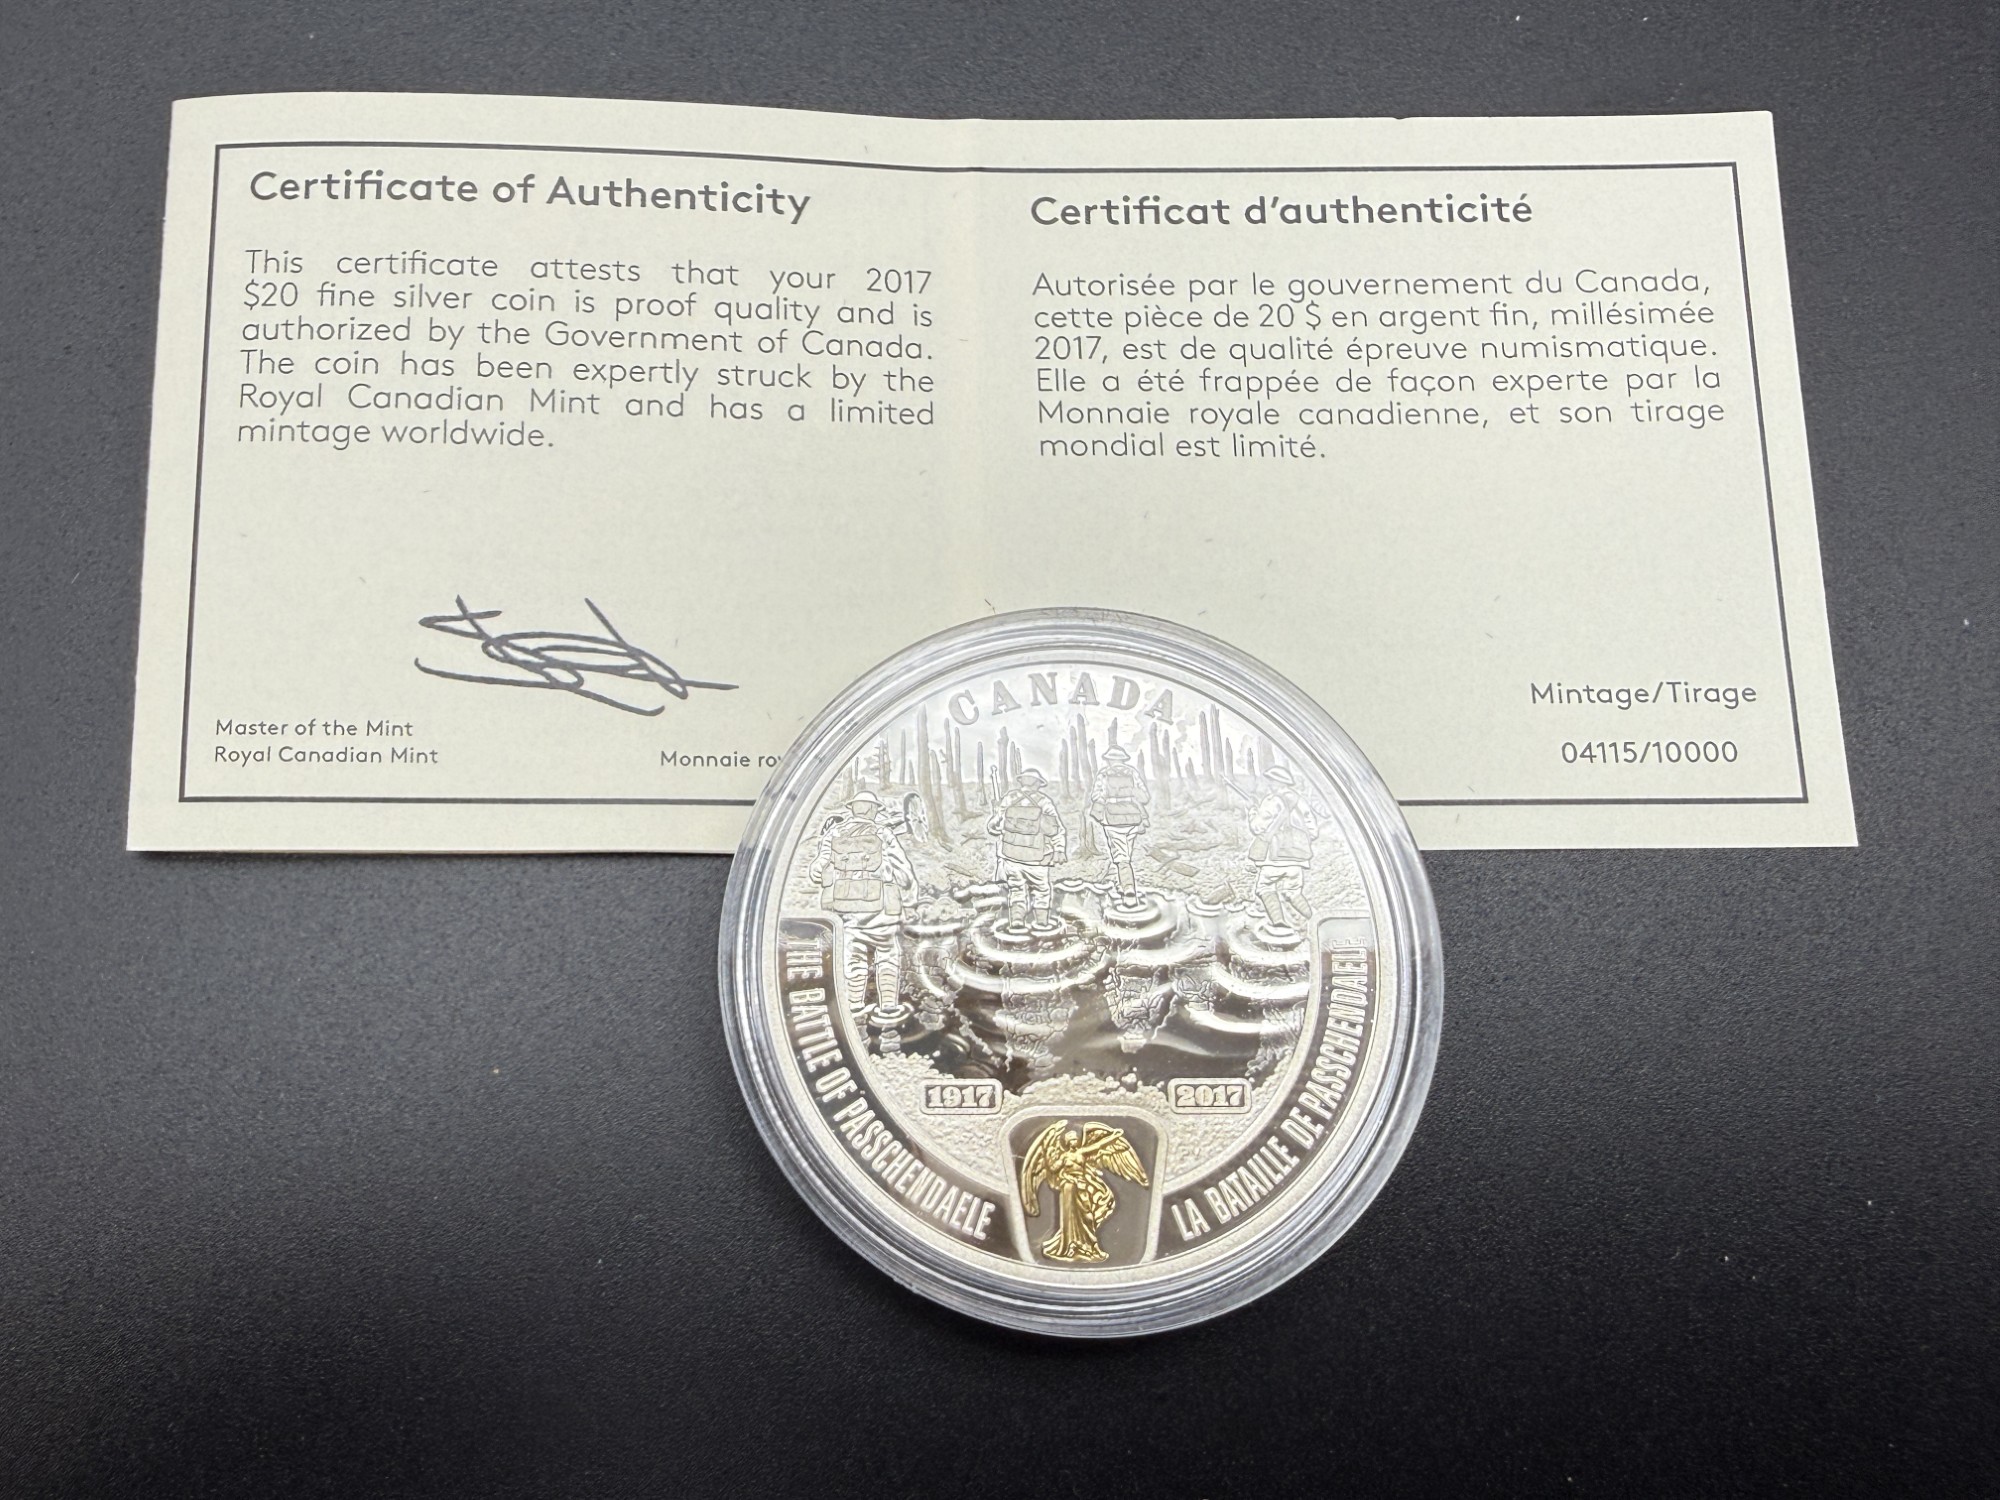 Certificate of Authenticity
This certificate attests that your 2017
$20 fine silver coin is proof quality and is
authorized by the Government of Canada.
The coin has been expertly struck by the
Royal Canadian Mint and has a limited
mintage worldwide.
Master of the Mint
Royal Canadian Mint
Monnaie
Certificat d'authenticité
Autorisée par le gouvernement du Canada,
cette pièce de 20 $ en argent fin, millésimée
2017, est de qualité épreuve numismatique.
Elle a été frappée de façon experte par la
Monnaie royale canadienne, et son tirage
mondial est limité.
Mintage/Tirage
04115/10000
CANADA
THE BATTLE OF PASSCHENDAELE
1917
2017
LA BATAILLE DE PASSCHENDAELE